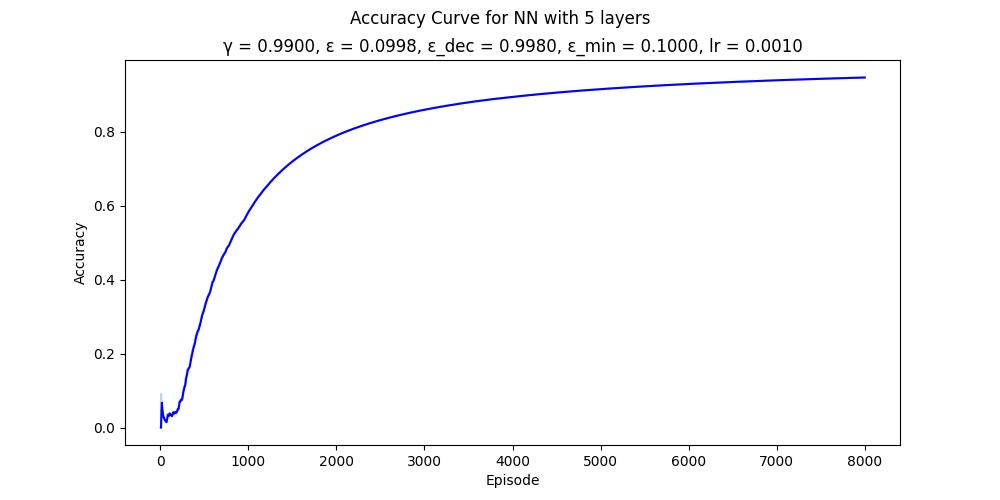 Accuracy Curve for NN with 5 layers
γ = 0.9900, ε = 0.0998, ε_dec = 0.9980, ε_min = 0.1000, lr = 0.0010
Accuracy
0.8
0.6
0.4
0.2
0.0
0 1000 2000 3000 4000 5000 6000 7000 8000
Episode